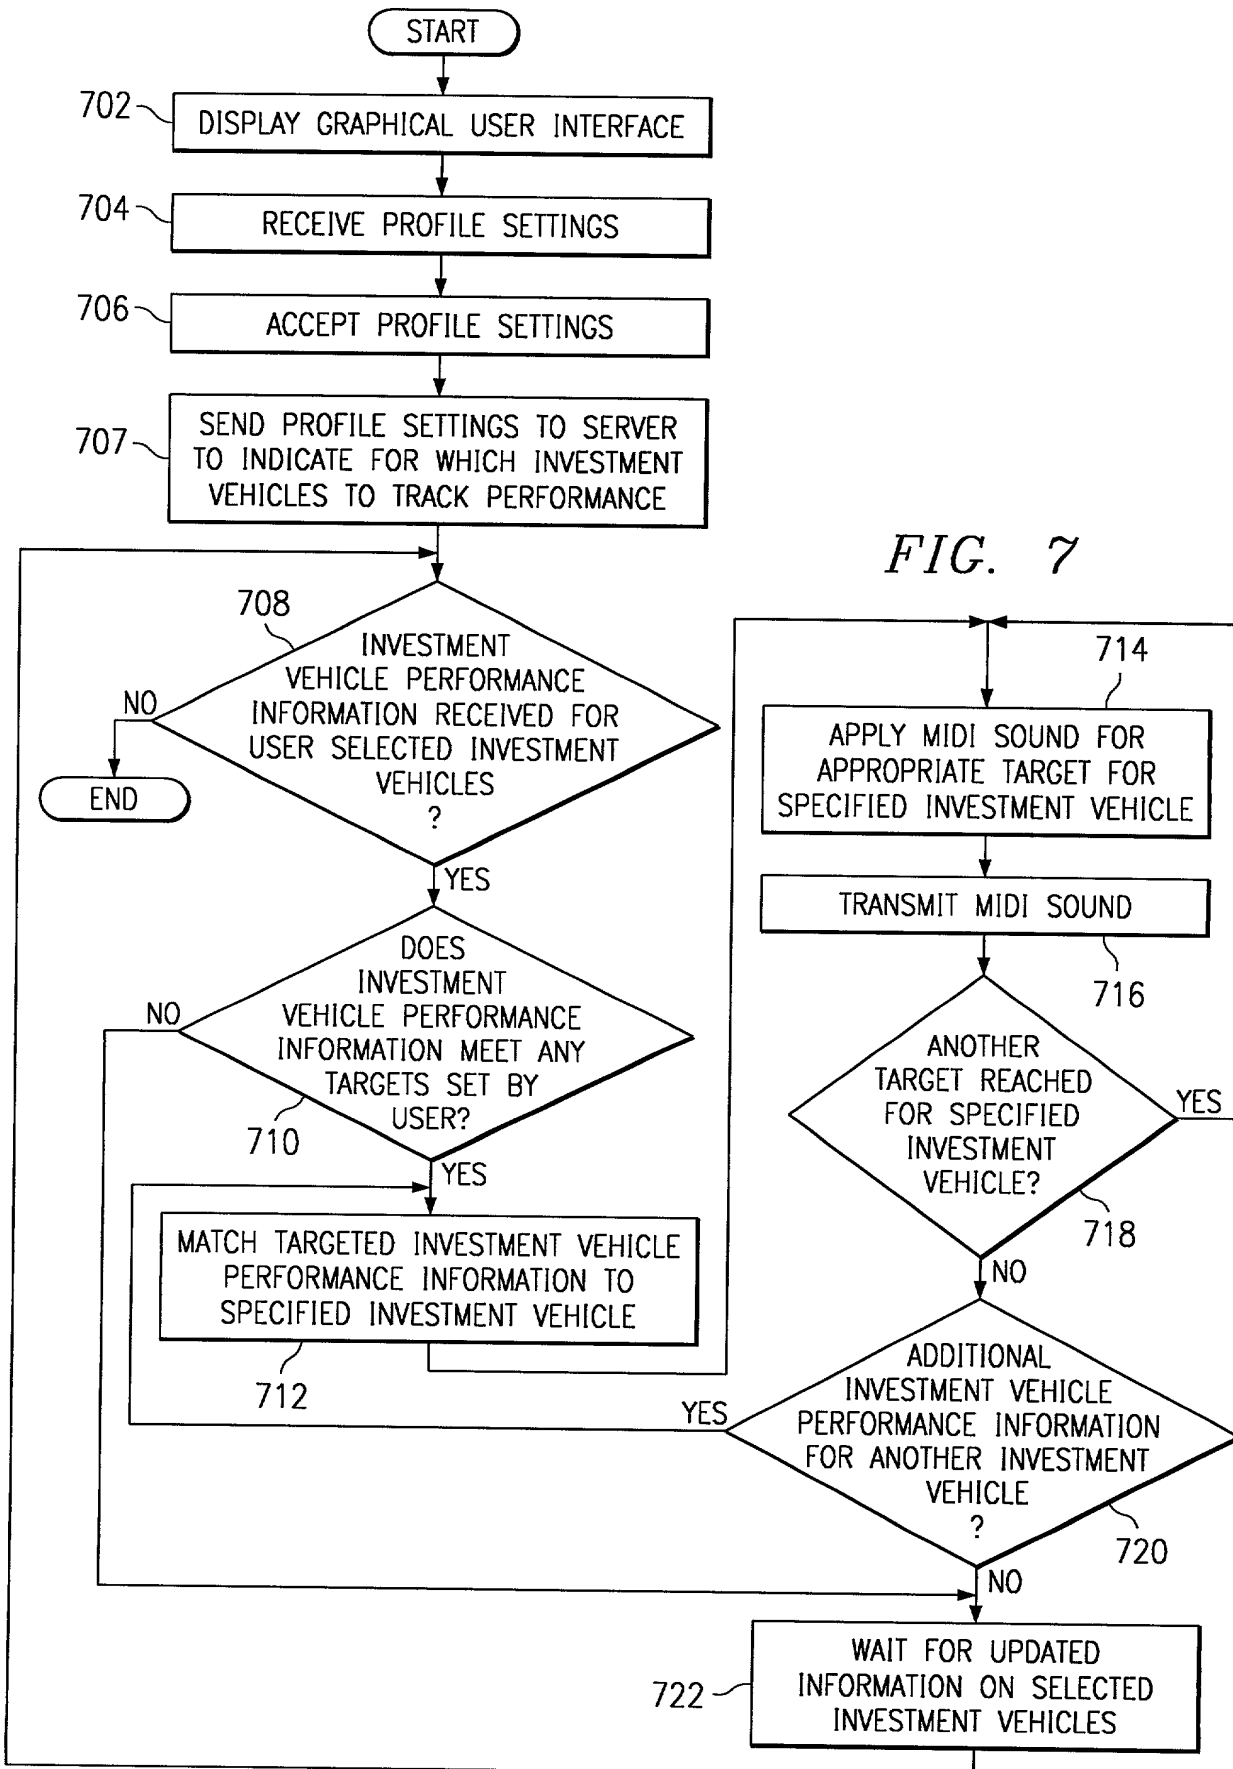 START
702
DISPLAY GRAPHICAL USER INTERFACE
704
RECEIVE PROFILE SETTINGS
706
ACCEPT PROFILE SETTINGS
707
SEND PROFILE SETTINGS TO SERVER
TO INDICATE FOR WHICH INVESTMENT
VEHICLES TO TRACK PERFORMANCE
FIG. 7
708
INVESTMENT
VEHICLE PERFORMANCE
INFORMATION RECEIVED FOR
USER SELECTED INVESTMENT
VEHICLES
?
NO
END
YES
DOES
INVESTMENT
VEHICLE PERFORMANCE
INFORMATION MEET ANY
TARGETS SET BY
USER?
NO
710
YES
MATCH TARGETED INVESTMENT VEHICLE
PERFORMANCE INFORMATION TO
SPECIFIED INVESTMENT VEHICLE
712
714
APPLY MIDI SOUND FOR
APPROPRIATE TARGET FOR
SPECIFIED INVESTMENT VEHICLE
TRANSMIT MIDI SOUND
716
ANOTHER
TARGET REACHED
FOR SPECIFIED
INVESTMENT
VEHICLE?
YES
718
NO
ADDITIONAL
INVESTMENT VEHICLE
PERFORMANCE INFORMATION
FOR ANOTHER INVESTMENT
VEHICLE
?
YES
720
NO
WAIT FOR UPDATED
INFORMATION ON SELECTED
INVESTMENT VEHICLES
722